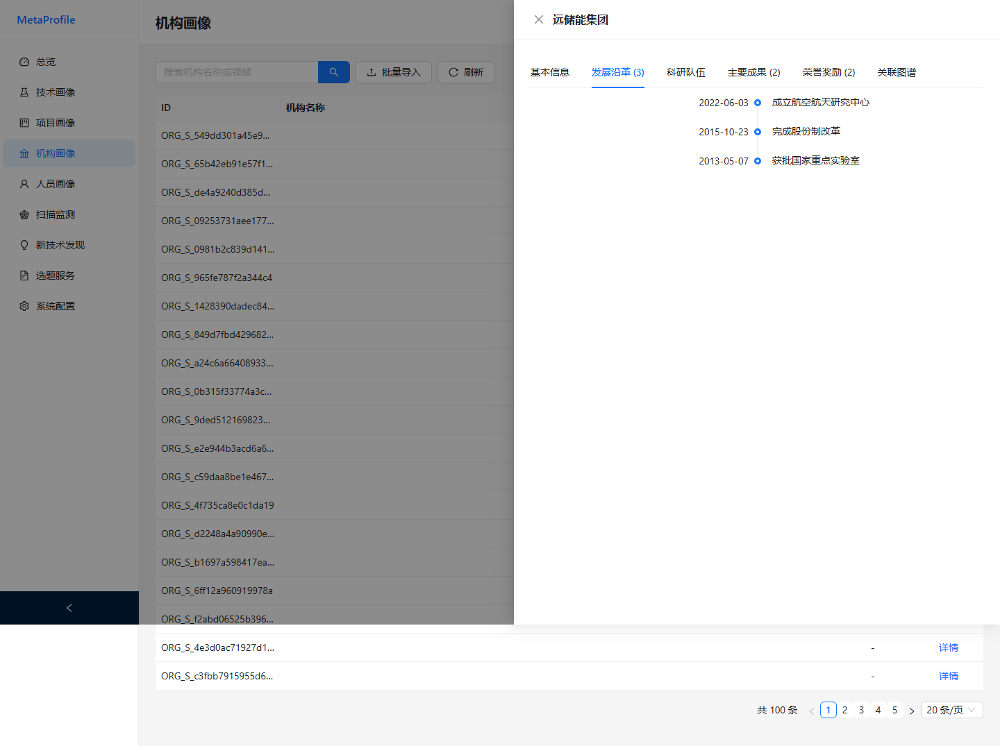 MetaProfile
总览
技术画像
项目画像
机构画像
人员画像
扫描监测
新技术发现
选题服务
系统配置
机构画像
搜索机构名称或领域
批量导入
刷新
ID 机构名称
ORG_S_549dd301a45e9...
ORG_S_65b42eb91e57f1...
ORG_S_de4a9240d385d...
ORG_S_09253731aee177...
ORG_S_0981b2c839d141...
ORG_S_965fe787f2a344c4
ORG_S_1428390dadec84...
ORG_S_849d7fbd429682...
ORG_S_a24c6a66408933...
ORG_S_0b315f33774a3c...
ORG_S_9ded512169823...
ORG_S_e2e944b3acd6a6...
ORG_S_c59daa8be1e467...
ORG_S_4f735ca8e0c1da19
ORG_S_d2248a4a90990e...
ORG_S_b1697a598417ea...
ORG_S_6ff12a960919978a
ORG_S_f2abd06525b396...
ORG_S_4e3d0ac71927d1... - 详情
ORG_S_c3fbb7915955d6... - 详情
共 100 条 1 2 3 4 5 20 条/页
远储能集团
基本信息 发展沿革 (3) 科研队伍 主要成果 (2) 荣誉奖励 (2) 关联图谱
2022-06-03 成立航空航天研究中心
2015-10-23 完成股份制改革
2013-05-07 获批国家重点实验室